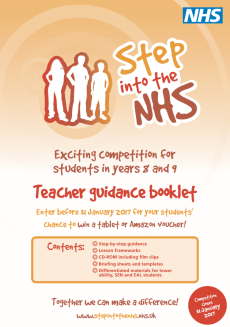 NHS
Step
into the
NHS
Exciting competition for
students in years 8 and 9
Teacher guidance booklet
Enter before 31 January 2017 for your students'
chance to win a tablet or Amazon Voucher!
Contents:
Step by step guidance
Lesson frameworks
CD-ROM including film clips
Briefing sheets and templates
Differentiated materials for lower
ability, SEN and EAL students
Competition
closes
31 January
2017
Together we can make a difference!
www.stepintothenhs.nhs.uk